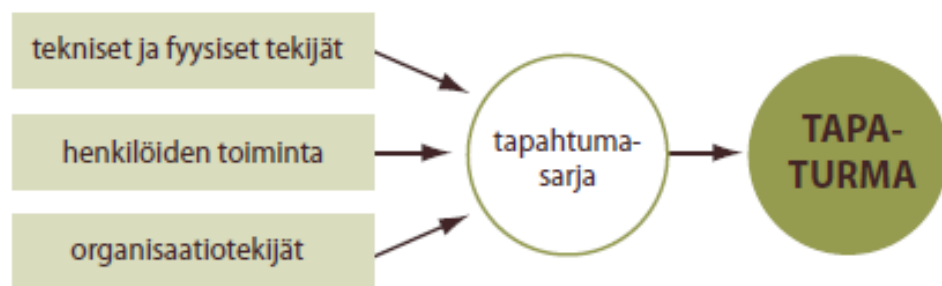 tekniset ja fyysiset tekijät
henkilöiden toiminta
organisaatiotekijät
tapahtuma-
sarja
TAPA-
TURMA